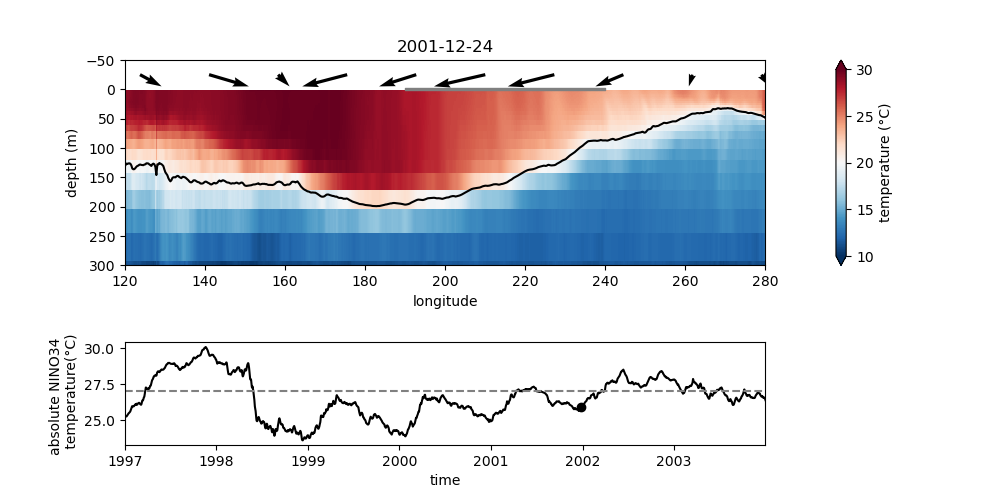 2001-12-24
−50
0
50
100
150
200
250
300
depth (m)
120 140 160 180 200 220 240 260 280
longitude
30
25
20
15
10
temperature (°C)
30.0
27.5
25.0
absolute NINO34
temperature(°C)
1997 1998 1999 2000 2001 2002 2003
time